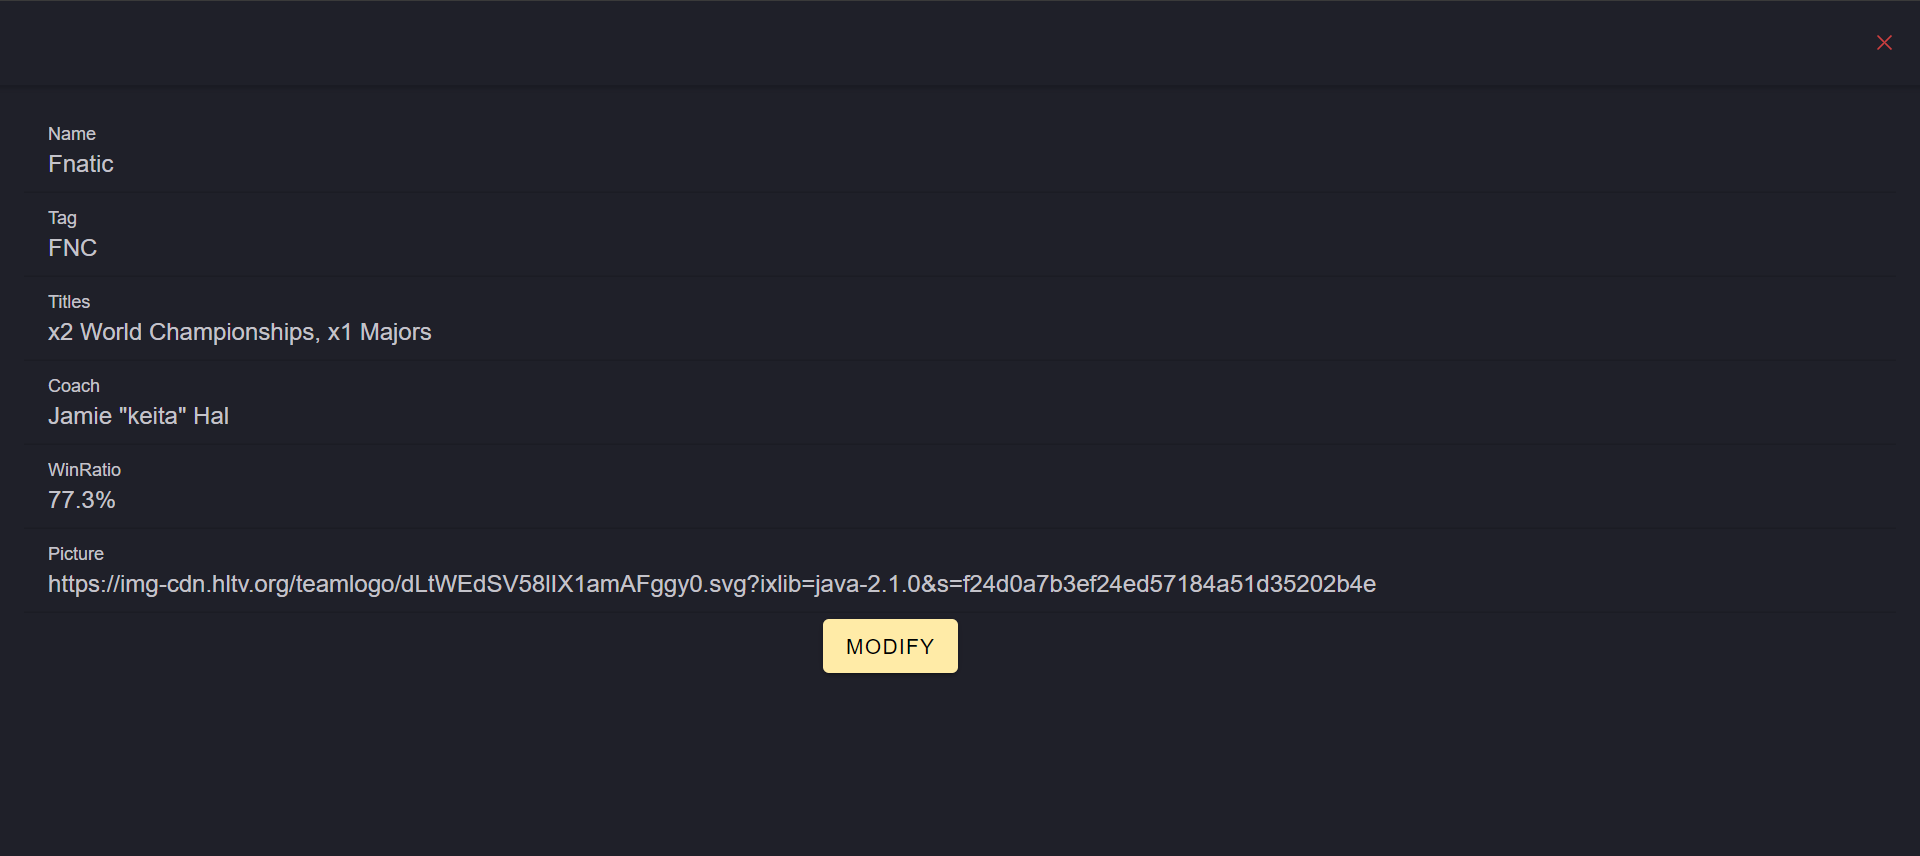 Name
Fnatic
Tag
FNC
Titles
x2 World Championships, x1 Majors
Coach
Jamie "keita" Hal
WinRatio
77.3%
Picture
https://img-cdn.hltv.org/teamlogo/dLtWEdSV58lIX1amAFggy0.svg?ixlib=java-2.1.0&s=f24d0a7b3ef24ed57184a51d35202b4e
MODIFY